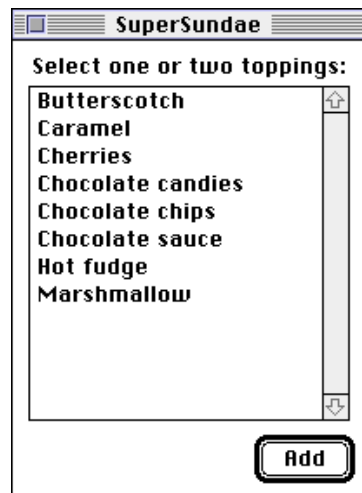 SuperSundae
Select one or two toppings:
Butterscotch
Caramel
Cherries
Chocolate candies
Chocolate chips
Chocolate sauce
Hot fudge
Marshmallow
Add